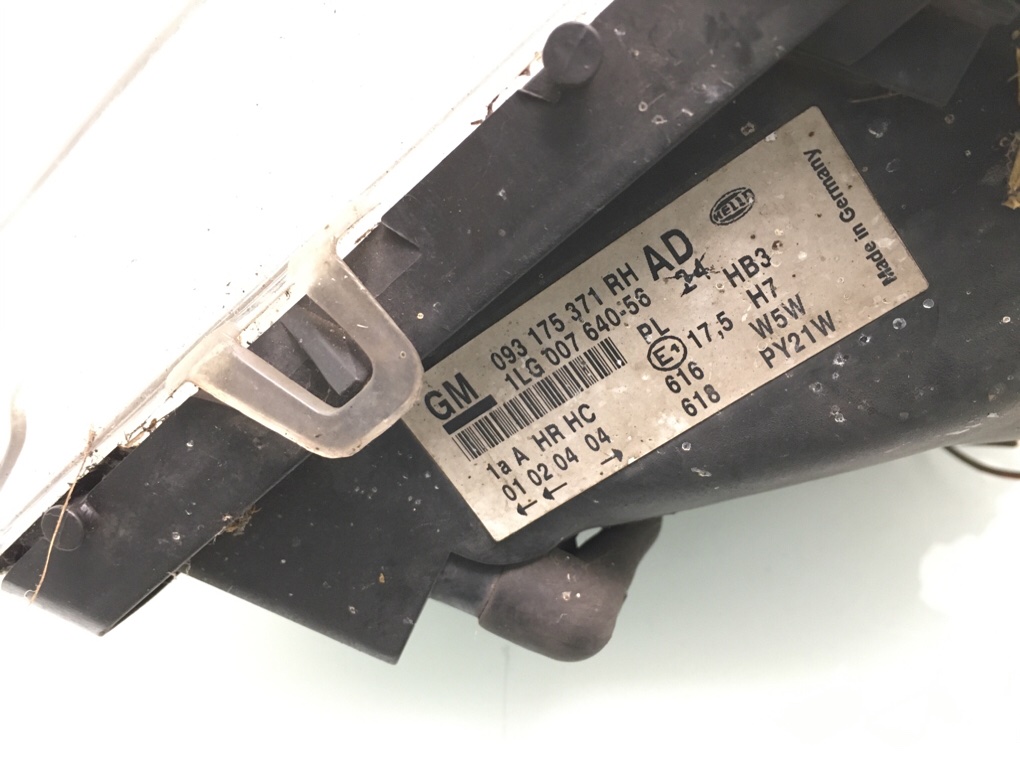 HELLA
GM 093 175 371 RH AD
1LG 007 640-56
1a A HR HC PL E1 17,5 HB3
01 02 04 04 616 H7
618 W5W
PY21W
Made in Germany